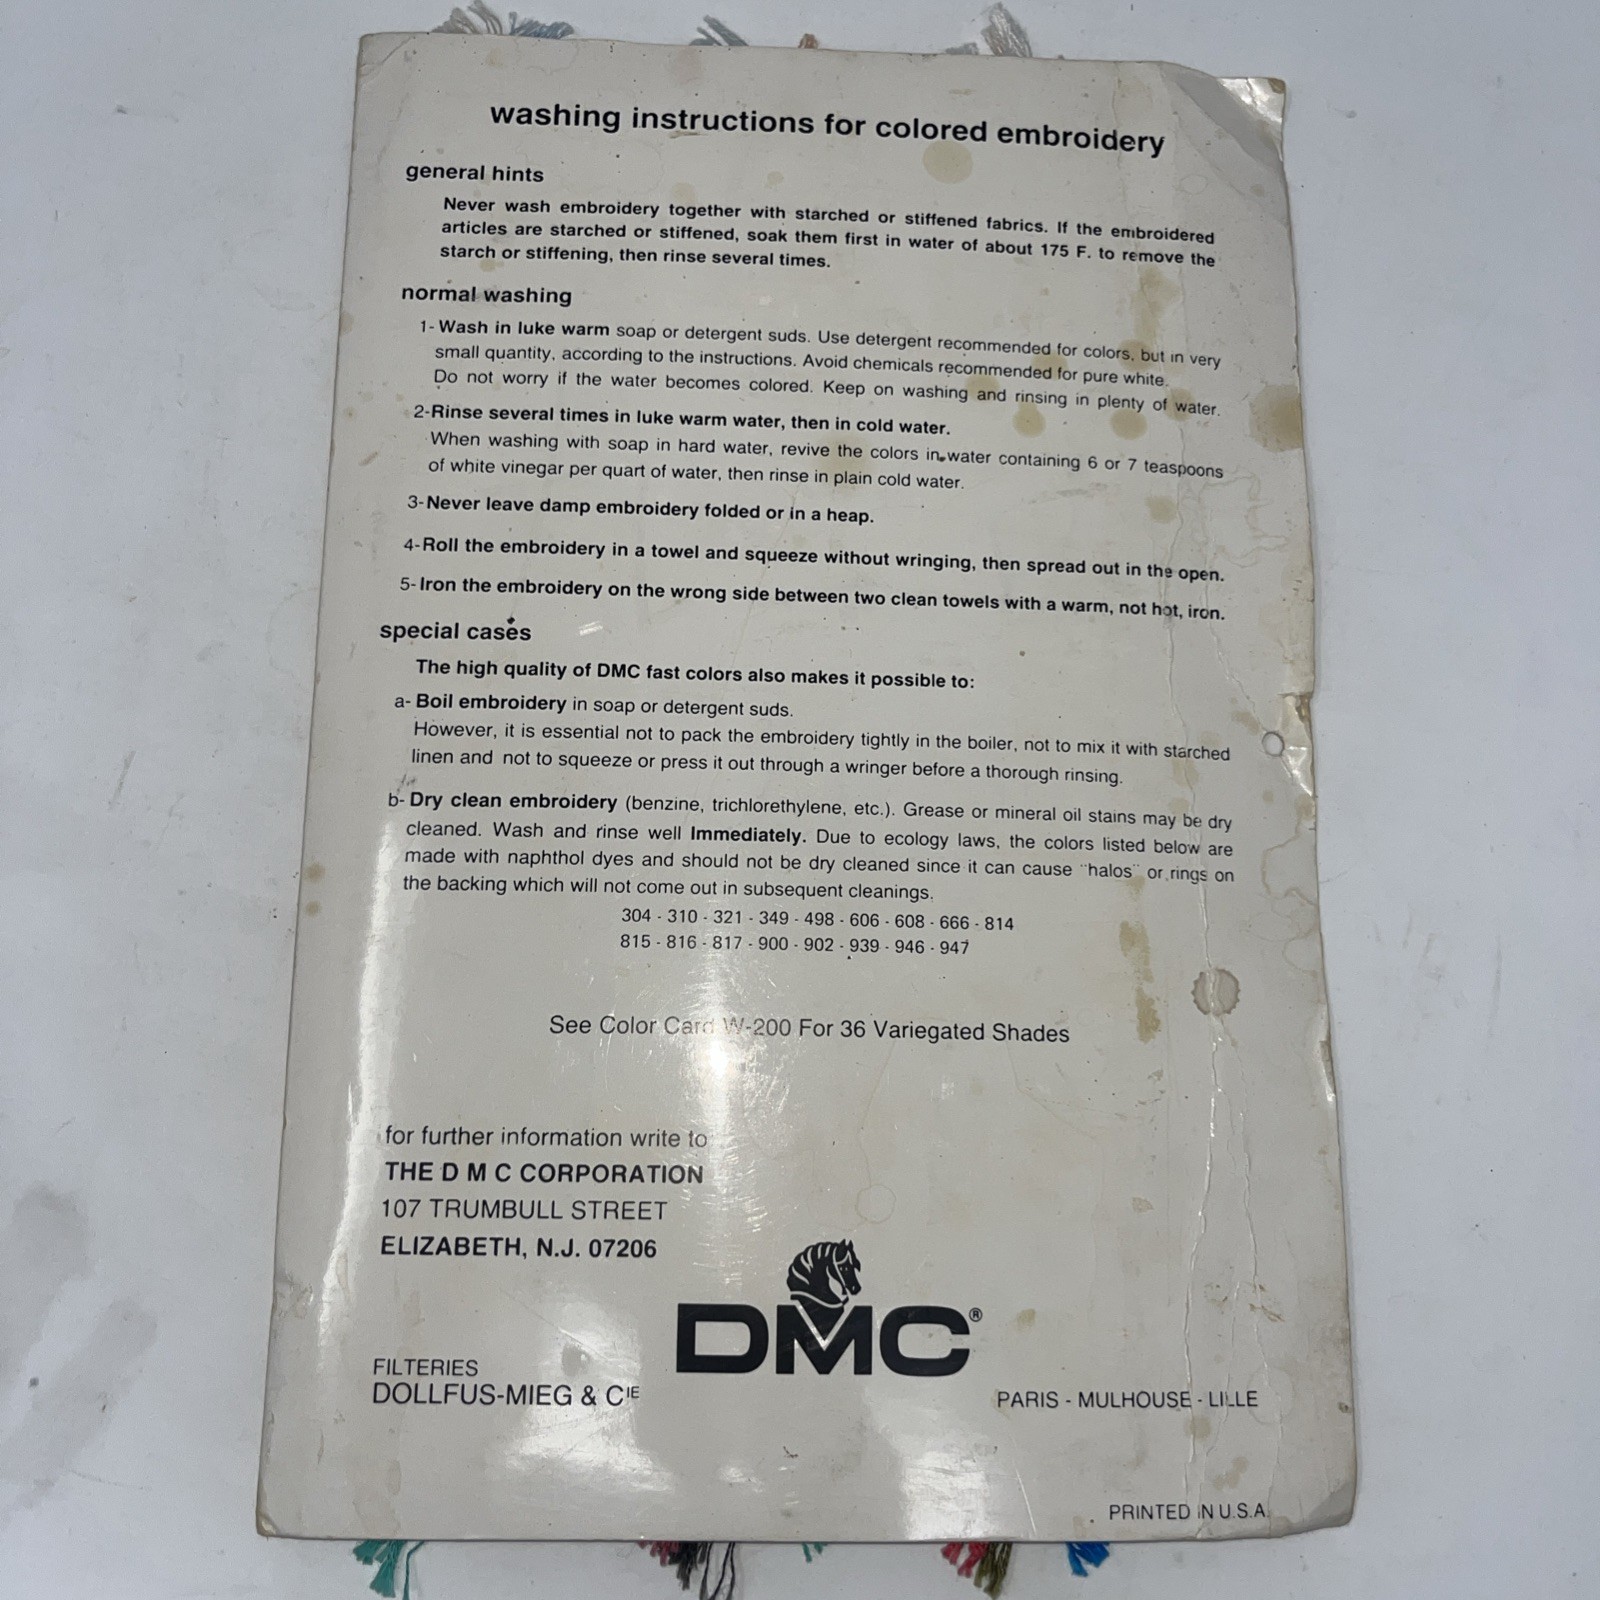 washing instructions for colored embroidery
general hints
Never wash embroidery together with starched or stiffened fabrics. If the embroidered
articles are starched or stiffened, soak them first in water of about 175 F. to remove the
starch or stiffening, then rinse several times.
normal washing
1- Wash in luke warm soap or detergent suds. Use detergent recommended for colors, but in very
small quantity, according to the instructions. Avoid chemicals recommended for pure white.
Do not worry if the water becomes colored. Keep on washing and rinsing in plenty of water.
2-Rinse several times in luke warm water, then in cold water.
When washing with soap in hard water, revive the colors in water containing 6 or 7 teaspoons
of white vinegar per quart of water, then rinse in plain cold water.
3-Never leave damp embroidery folded or in a heap.
4-Roll the embroidery in a towel and squeeze without wringing, then spread out in the open.
5-Iron the embroidery on the wrong side between two clean towels with a warm, not hot, iron.
special cases
The high quality of DMC fast colors also makes it possible to:
a- Boil embroidery in soap or detergent suds.
However, it is essential not to pack the embroidery tightly in the boiler, not to mix it with starched
linen and not to squeeze or press it out through a wringer before a thorough rinsing.
b- Dry clean embroidery (benzine, trichlorethylene, etc.). Grease or mineral oil stains may be dry
cleaned. Wash and rinse well Immediately. Due to ecology laws, the colors listed below are
made with naphthol dyes and should not be dry cleaned since it can cause "halos" or rings on
the backing which will not come out in subsequent cleanings.
304 - 310 - 321 - 349 - 498 - 606 - 608 - 666 - 814
815 - 816 - 817 - 900 - 902 - 939 - 946 - 947
See Color Card W-200 For 36 Variegated Shades
for further information write to
THE D M C CORPORATION
107 TRUMBULL STREET
ELIZABETH, N.J. 07206
DMC®
FILTERIES
DOLLFUS-MIEG & CIE
PARIS - MULHOUSE - LILLE
PRINTED IN U.S.A.